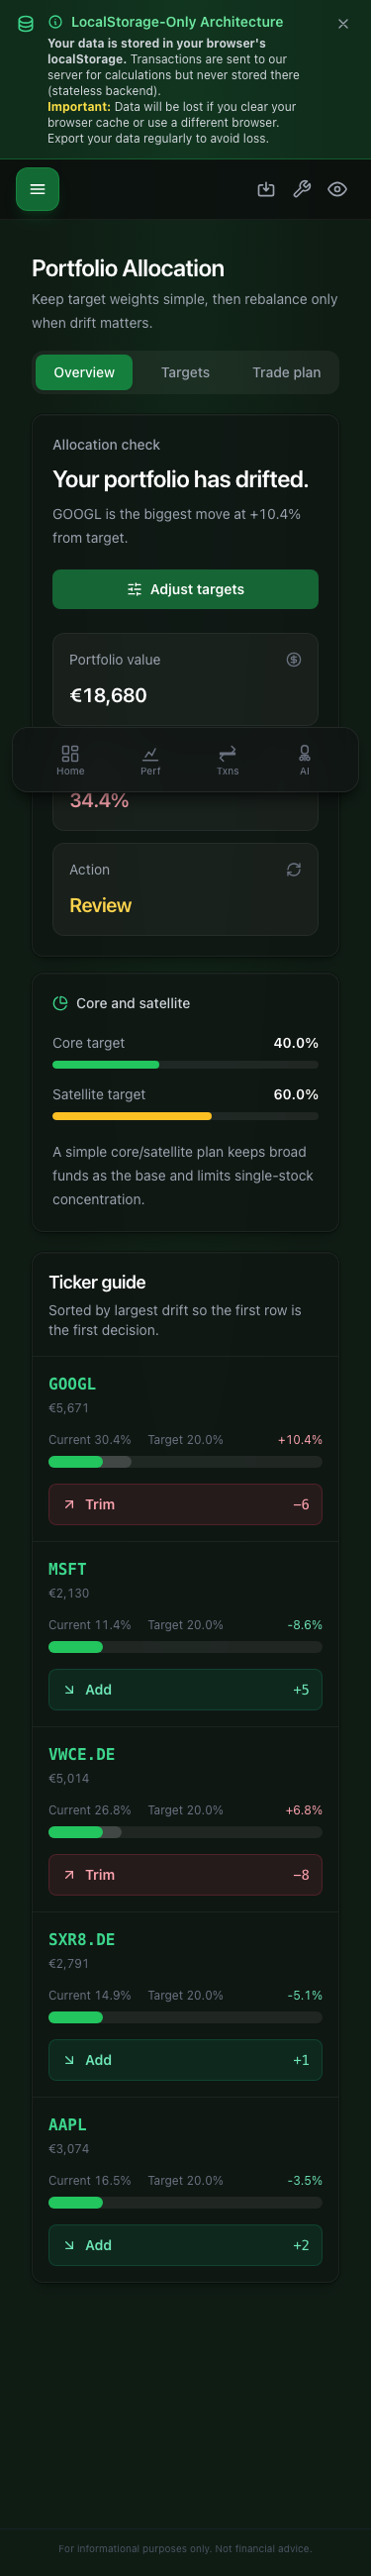 LocalStorage-Only Architecture
Your data is stored in your browser's
localStorage. Transactions are sent to our
server for calculations but never stored there
(stateless backend).
Important: Data will be lost if you clear your
browser cache or use a different browser.
Export your data regularly to avoid loss.
Portfolio Allocation
Keep target weights simple, then rebalance only
when drift matters.
Overview Targets Trade plan
Allocation check
Your portfolio has drifted.
GOOGL is the biggest move at +10.4%
from target.
Adjust targets
Portfolio value
€18,680
Home Perf Txns AI
34.4%
Action
Review
Core and satellite
Core target 40.0%
Satellite target 60.0%
A simple core/satellite plan keeps broad
funds as the base and limits single-stock
concentration.
Ticker guide
Sorted by largest drift so the first row is
the first decision.
GOOGL
€5,671
Current 30.4% Target 20.0% +10.4%
Trim −6
MSFT
€2,130
Current 11.4% Target 20.0% -8.6%
Add +5
VWCE.DE
€5,014
Current 26.8% Target 20.0% +6.8%
Trim −8
SXR8.DE
€2,791
Current 14.9% Target 20.0% -5.1%
Add +1
AAPL
€3,074
Current 16.5% Target 20.0% -3.5%
Add +2
For informational purposes only. Not financial advice.